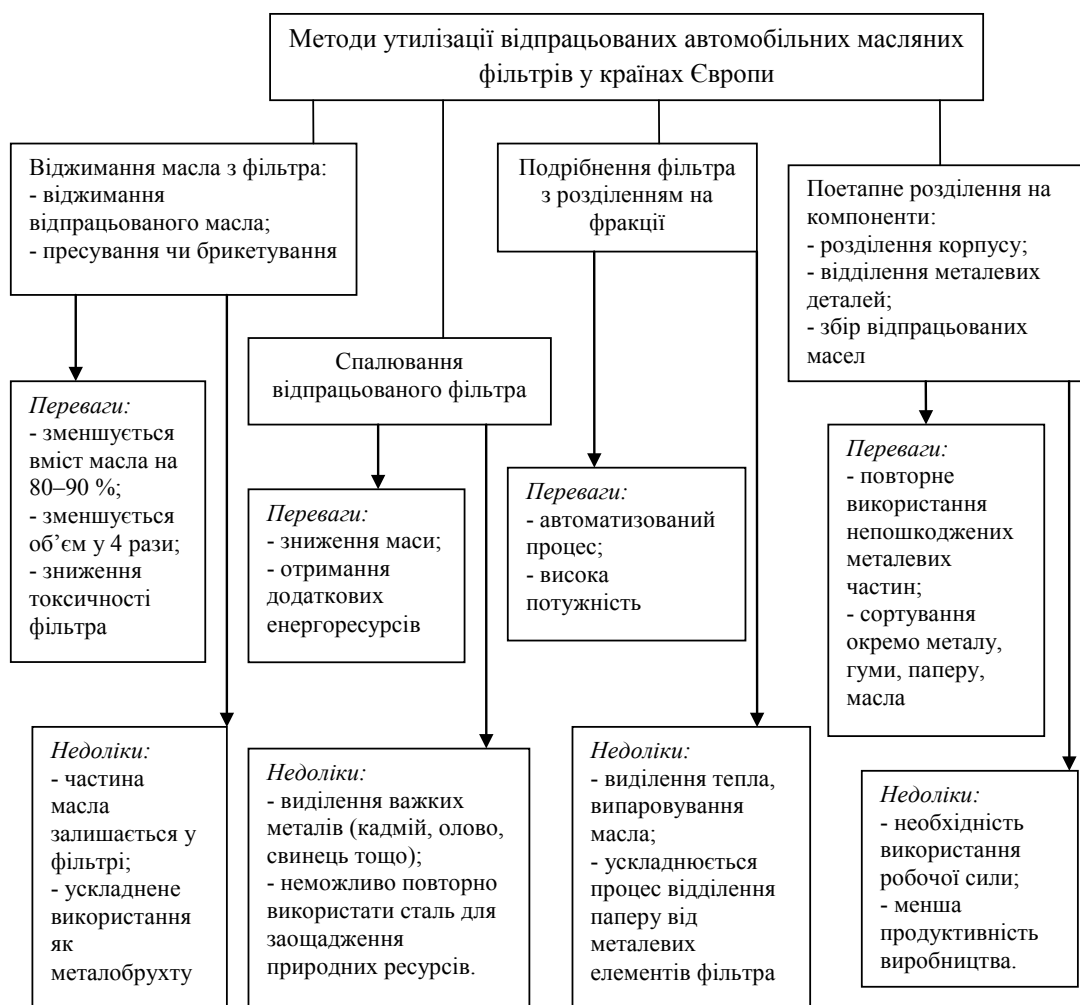 Методи утилізації відпрацьованих автомобільних масляних
фільтрів у країнах Європи
Віджимання масла з фільтра:
- віджимання
відпрацьованого масла;
- пресування чи брикетування
Подрібнення фільтра
з розділенням на
фракції
Поетапне розділення на
компоненти:
- розділення корпусу;
- відділення металевих
деталей;
- збір відпрацьованих
масел
Спалювання
відпрацьованого фільтра
Переваги:
- зменшується
вміст масла на
80–90 %;
- зменшується
об’єм у 4 рази;
- зниження
токсичності
фільтра
Переваги:
- зниження маси;
- отримання
додаткових
енергоресурсів
Переваги:
- автоматизований
процес;
- висока
потужність
Переваги:
- повторне
використання
непошкоджених
металевих
частин;
- сортування
окремо металу,
гуми, паперу,
масла
Недоліки:
- частина
масла
залишається у
фільтрі;
- ускладнене
використання
як
металобрухту
Недоліки:
- виділення важких
металів (кадмій, олово,
свинець тощо);
- неможливо повторно
використати сталь для
заощадження
природних ресурсів.
Недоліки:
- виділення тепла,
випаровування
масла;
- ускладнюється
процес відділення
паперу від
металевих
елементів фільтра
Недоліки:
- необхідність
використання
робочої сили;
- менша
продуктивність
виробництва.